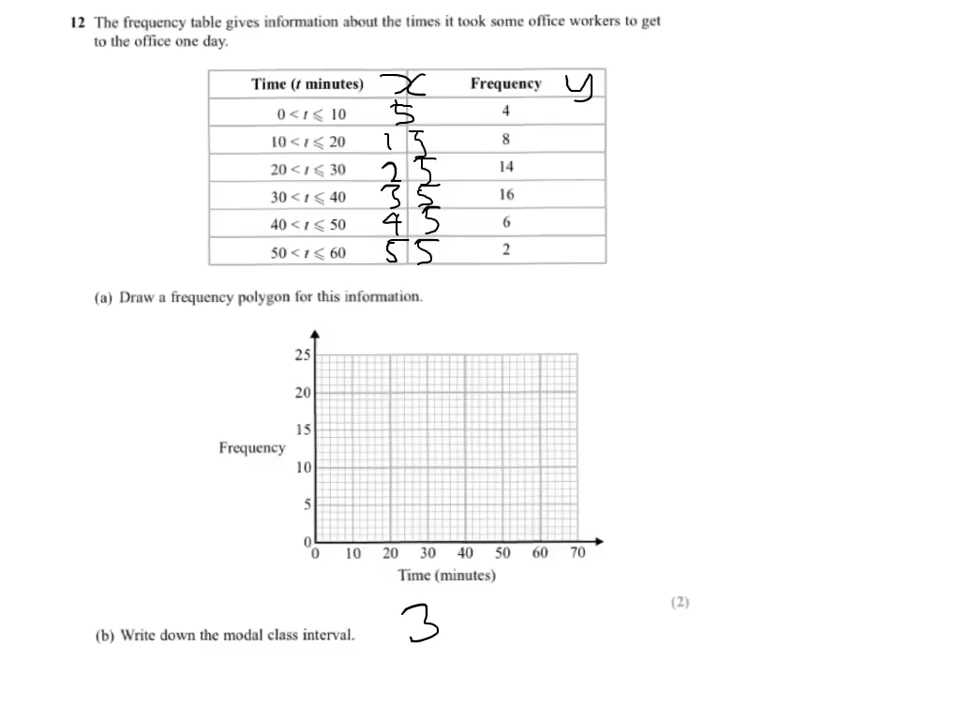 12 The frequency table gives information about the times it took some office workers to get
to the office one day.
Time (t minutes) x Frequency y
0 < t ⩽ 10 5 4
10 < t ⩽ 20 15 8
20 < t ⩽ 30 25 14
30 < t ⩽ 40 35 16
40 < t ⩽ 50 45 6
50 < t ⩽ 60 55 2
(a) Draw a frequency polygon for this information.
25
20
15
Frequency
10
5
0
0 10 20 30 40 50 60 70
Time (minutes)
(2)
(b) Write down the modal class interval. 3